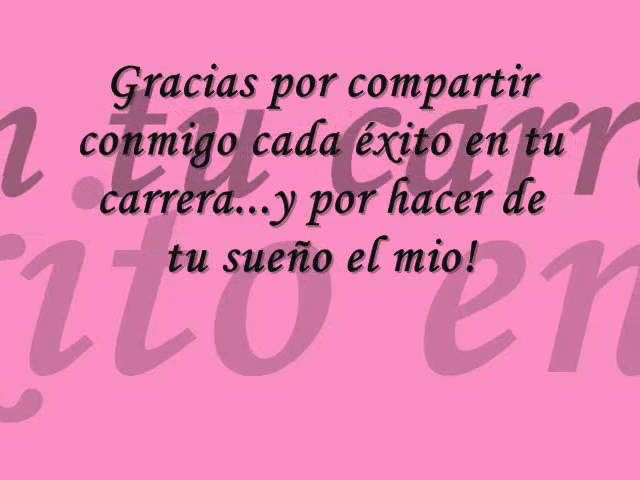 Gracias por compartir
conmigo cada éxito en tu
carrera...y por hacer de
tu sueño el mio!